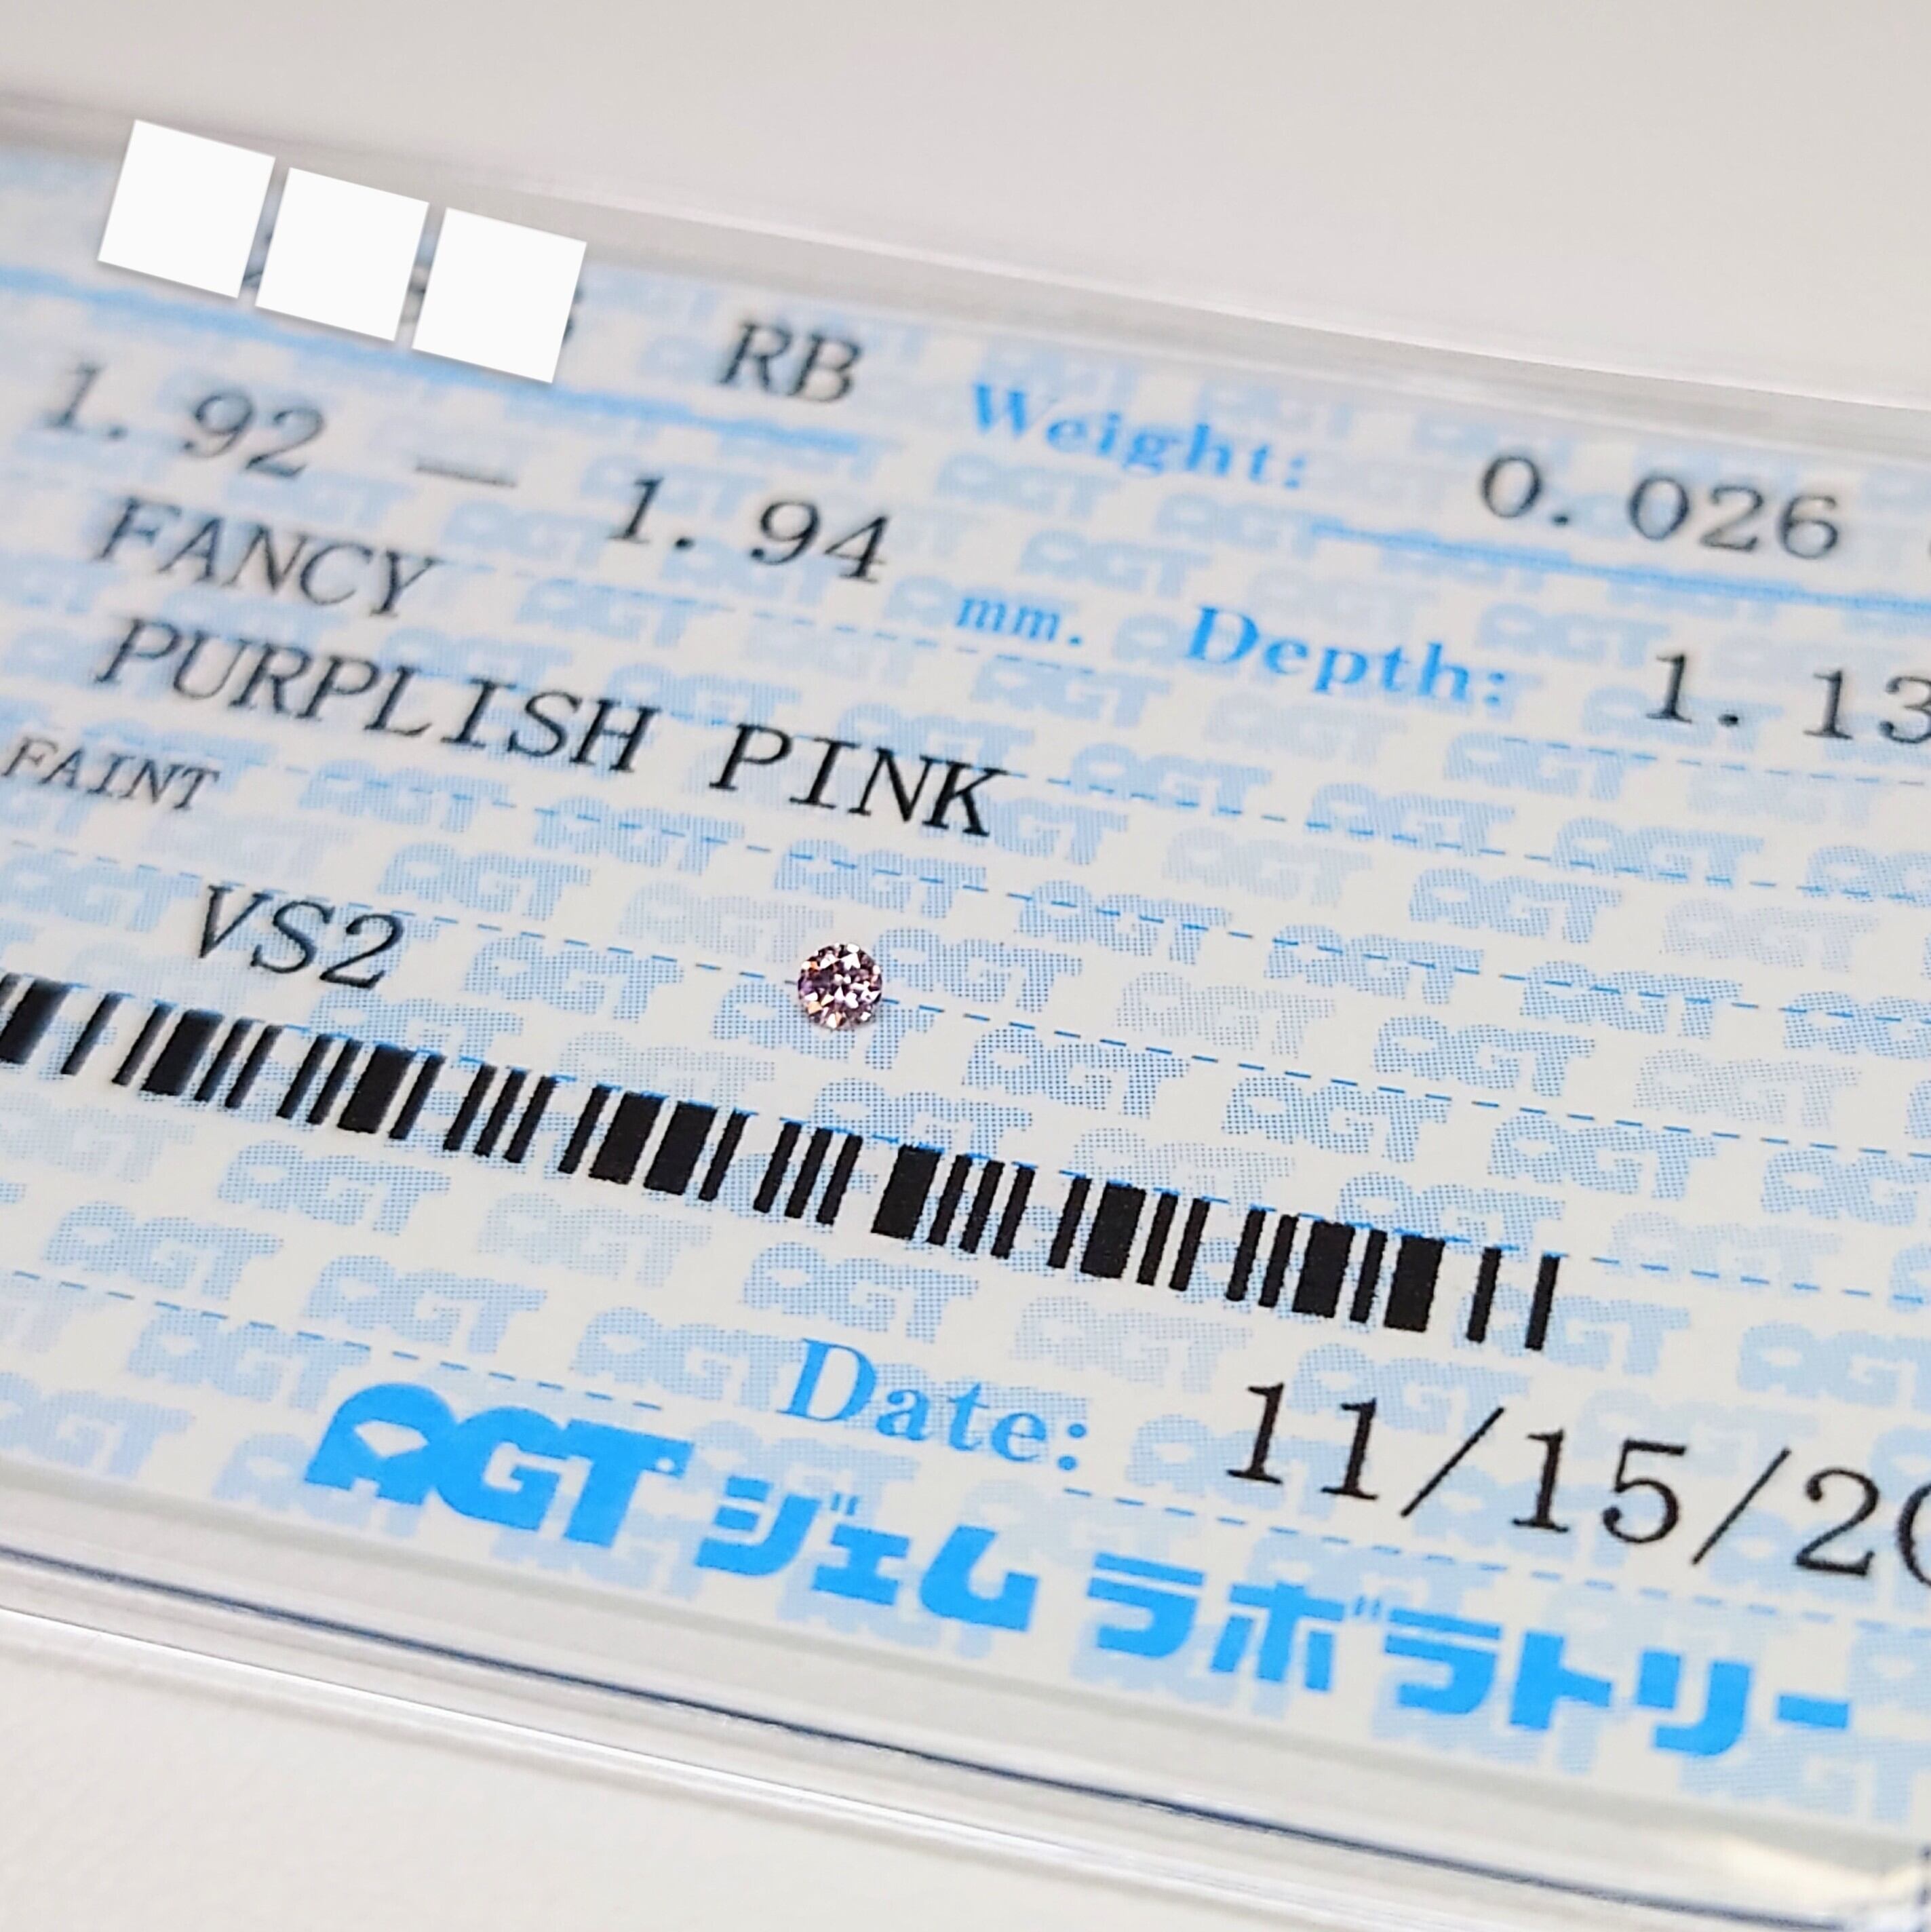 RB Weight: 0.026
1.92 - 1.94 mm. Depth: 1.13
FANCY
PURPLISH PINK
FAINT
VS2
Date: 11/15/20
AGT ジェム ラボラトリー